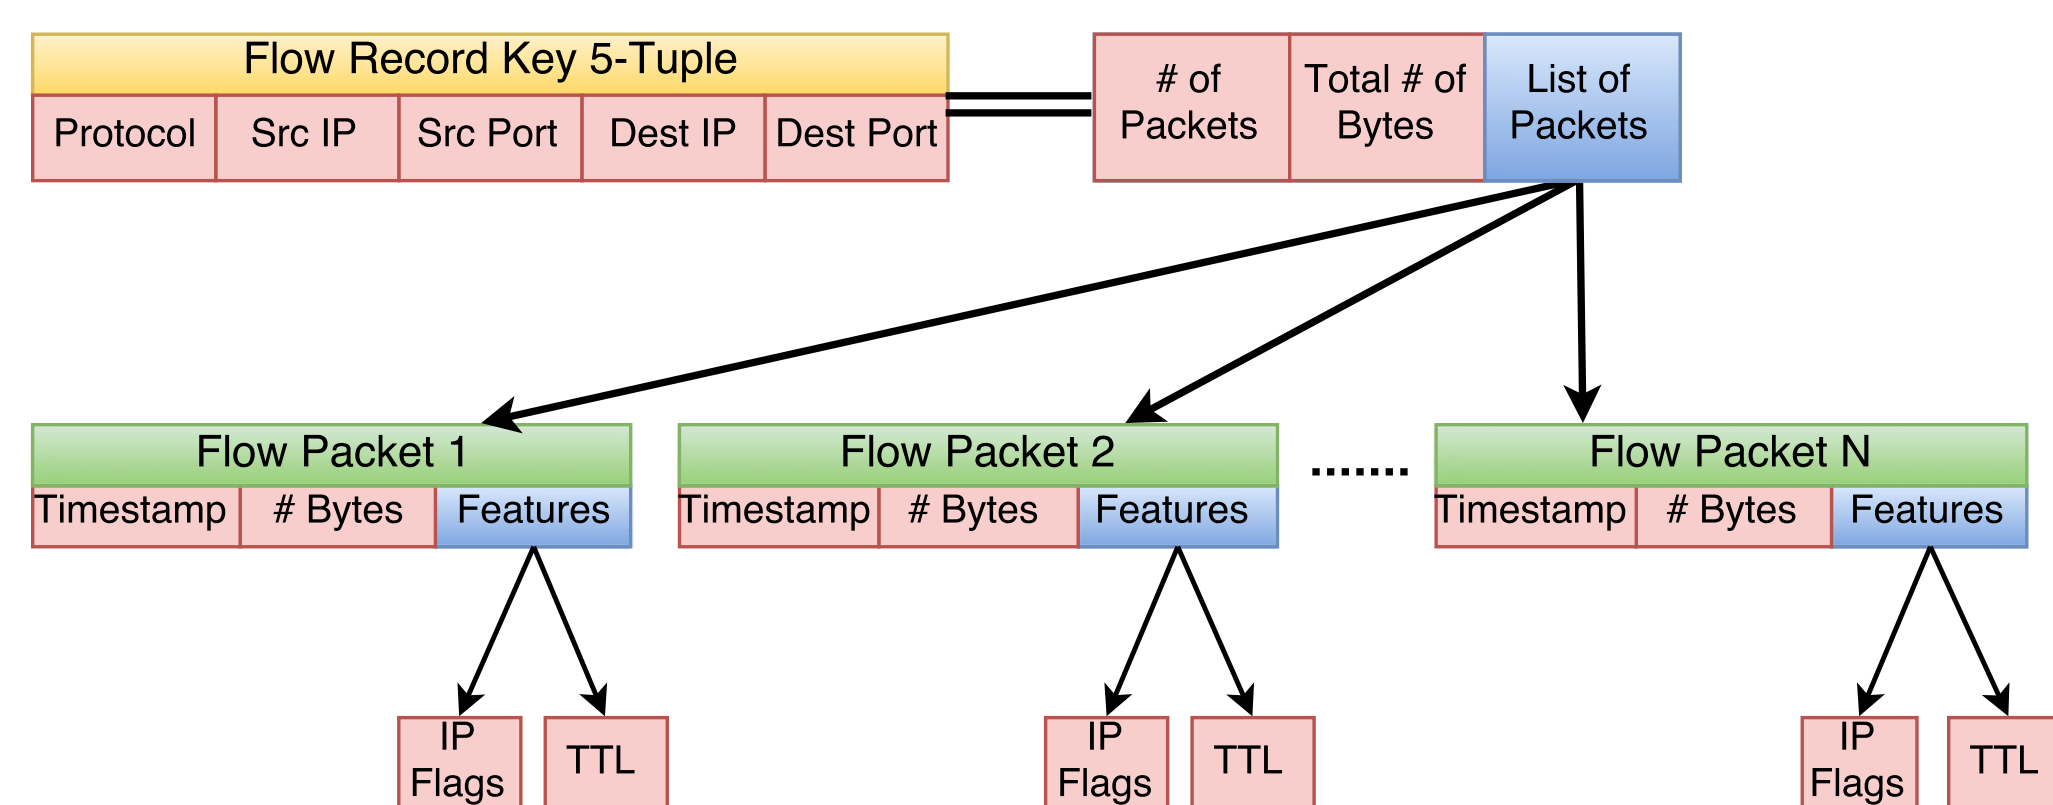 Flow Record Key 5-Tuple
Protocol Src IP Src Port Dest IP Dest Port
# of
Packets
Total # of
Bytes
List of
Packets
Flow Packet 1
Timestamp # Bytes Features
IP
Flags
TTL
Flow Packet 2
Timestamp # Bytes Features
IP
Flags
TTL
.......
Flow Packet N
Timestamp # Bytes Features
IP
Flags
TTL